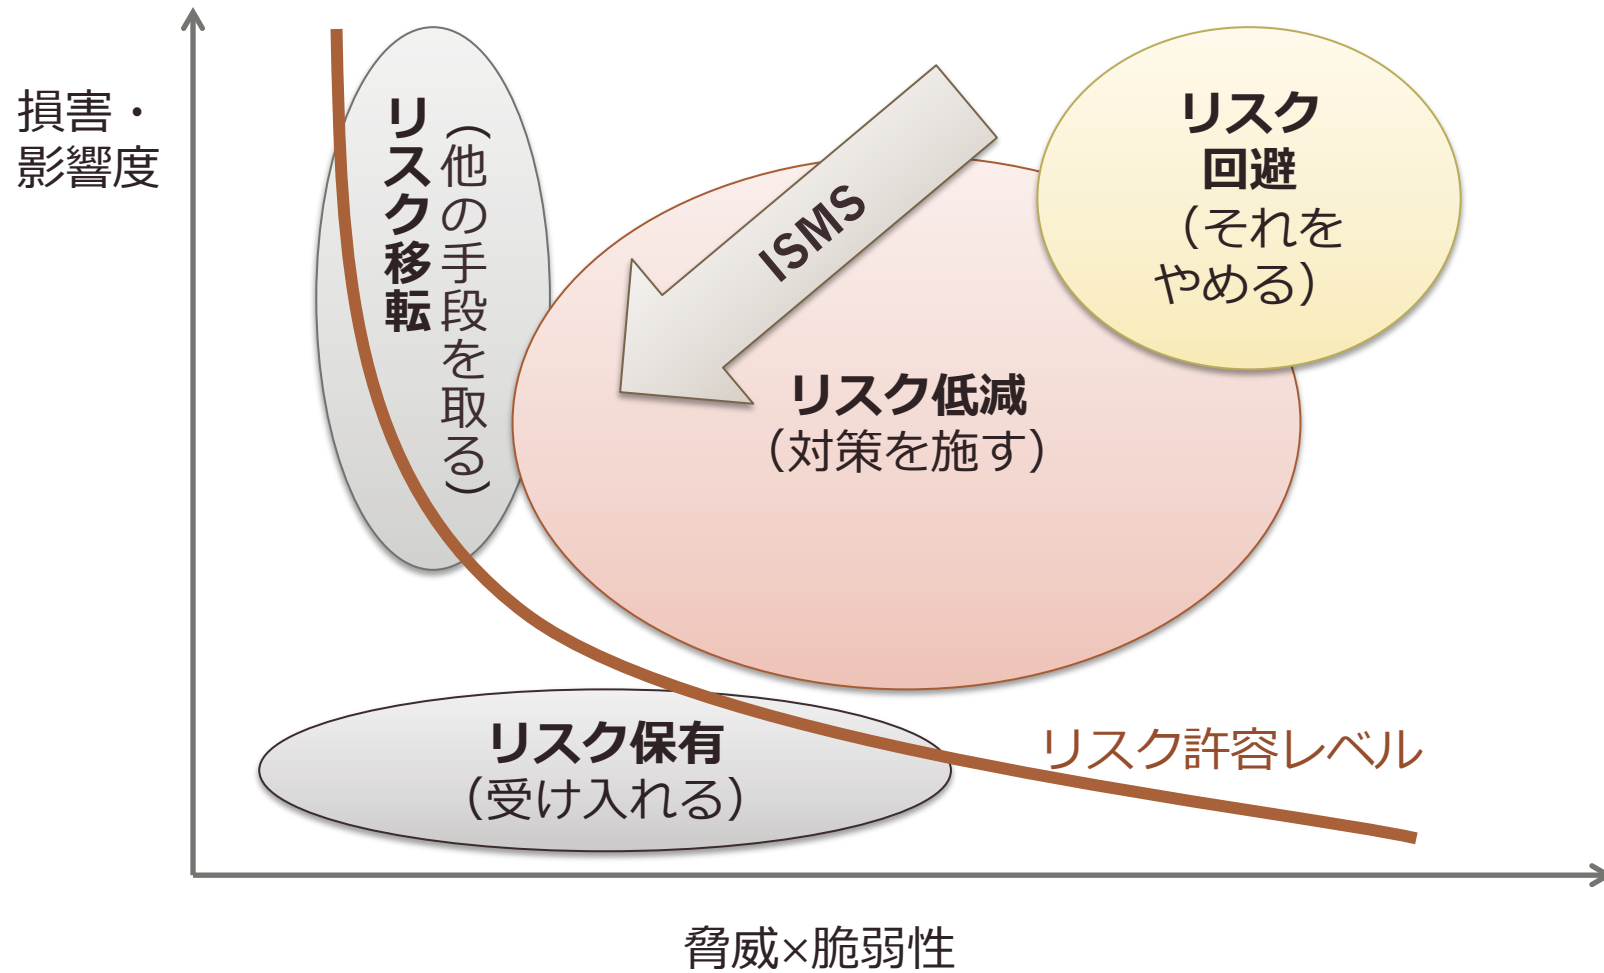 損害・
影響度
リスク移転
（他の手段を取る）
ISMS
リスク
回避
（それを
やめる）
リスク低減
（対策を施す）
リスク保有
（受け入れる）
リスク許容レベル
脅威×脆弱性